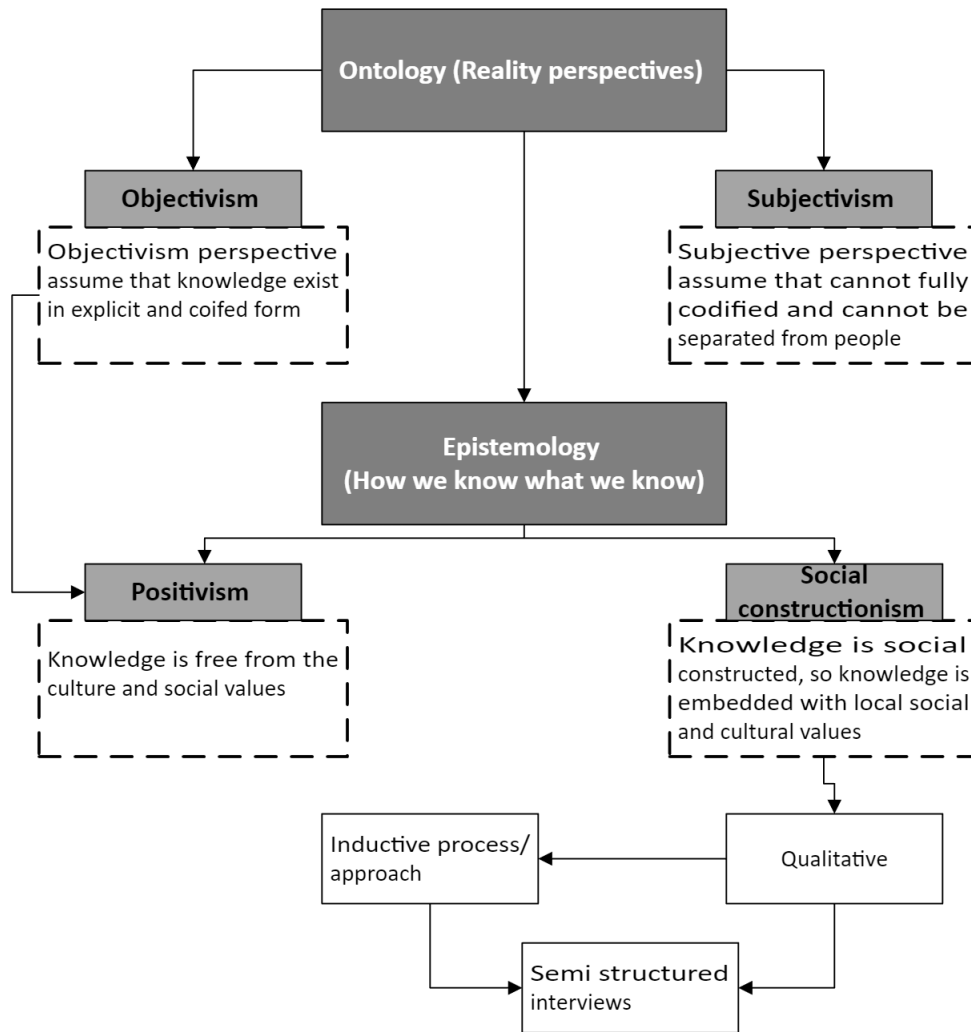 Ontology (Reality perspectives)
Objectivism
Objectivism perspective
assume that knowledge exist
in explicit and coifed form
Subjectivism
Subjective perspective
assume that cannot fully
codified and cannot be
separated from people
Epistemology
(How we know what we know)
Positivism
Knowledge is free from the
culture and social values
Social
constructionism
Knowledge is social
constructed, so knowledge is
embedded with local social
and cultural values
Qualitative
Inductive process/
approach
Semi structured
interviews